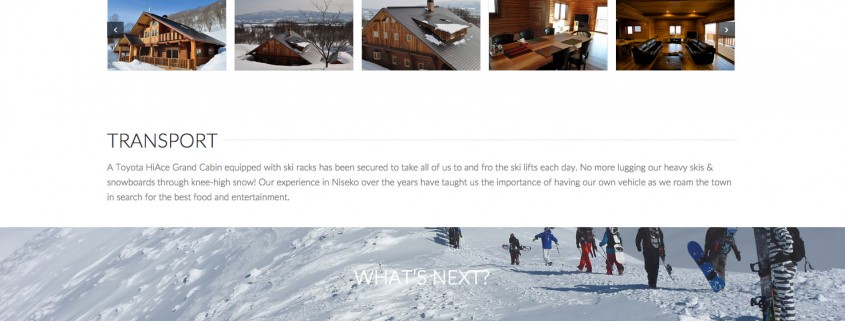 TRANSPORT
A Toyota HiAce Grand Cabin equipped with ski racks has been secured to take all of us to and fro the ski lifts each day. No more lugging our heavy skis &
snowboards through knee-high snow! Our experience in Niseko over the years have taught us the importance of having our own vehicle as we roam the town
in search for the best food and entertainment.
WHAT'S NEXT?